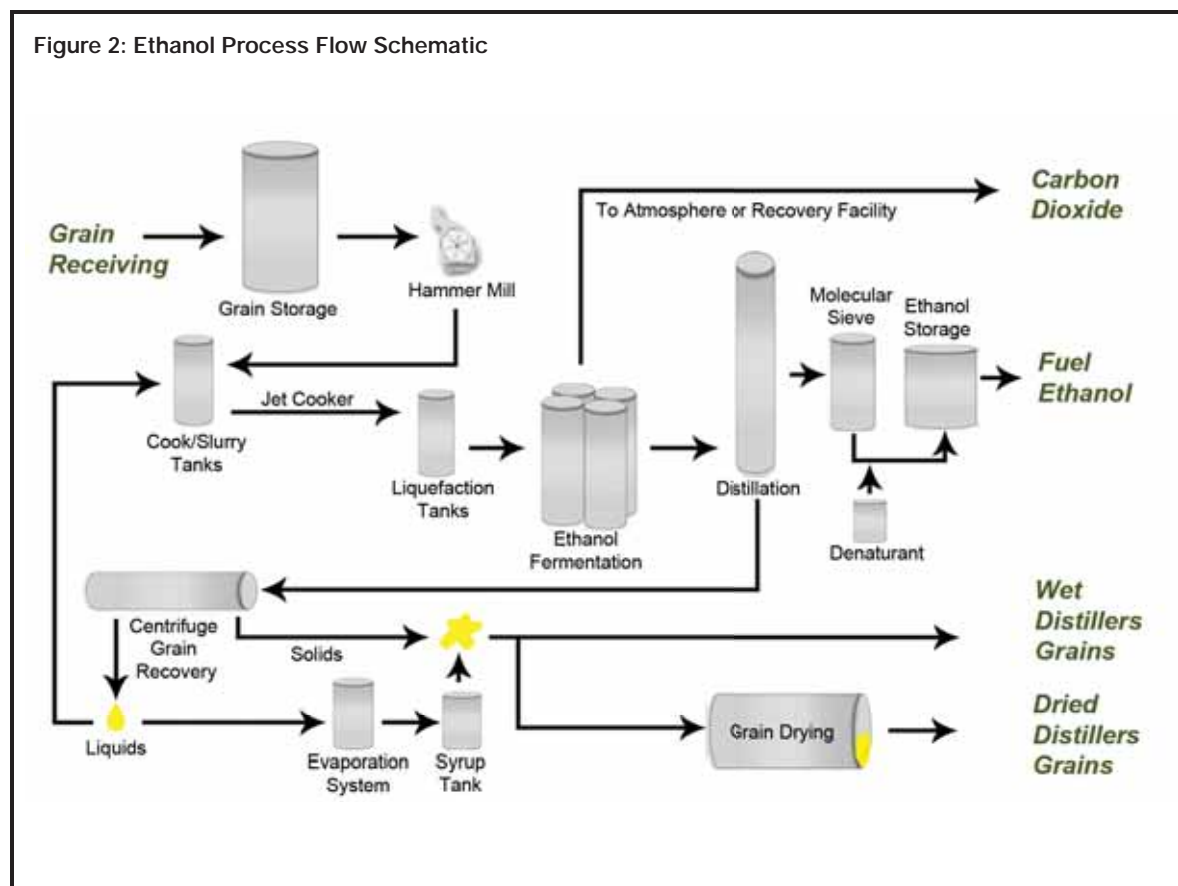 Figure 2: Ethanol Process Flow Schematic
Carbon
Dioxide
To Atmosphere or Recovery Facility
Grain
Receiving
Grain Storage
Hammer Mill
Molecular
Sieve
Ethanol
Storage
Fuel
Ethanol
Jet Cooker
Cook/Slurry
Tanks
Liquefaction
Tanks
Ethanol
Fermentation
Distillation
Denaturant
Wet
Distillers
Grains
Centrifuge
Grain
Recovery
Solids
Liquids
Evaporation
System
Syrup
Tank
Grain Drying
Dried
Distillers
Grains